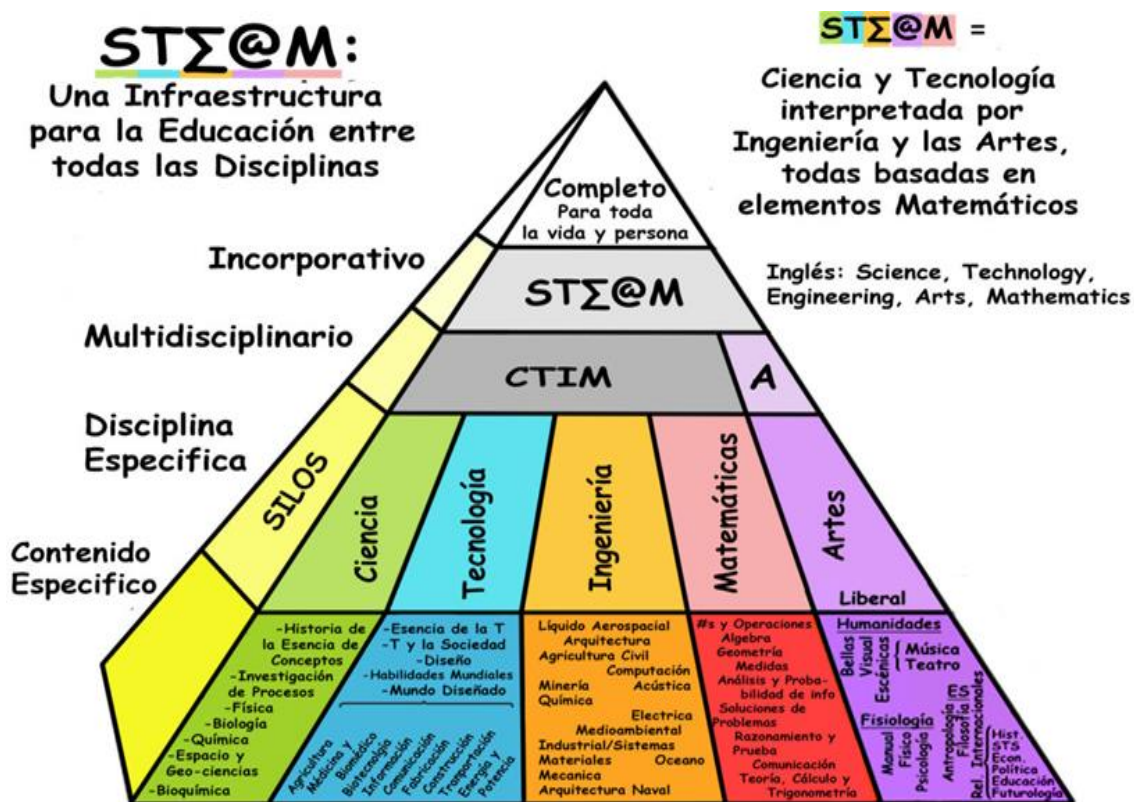 STΣ@M:
Una Infraestructura
para la Educación entre
todas las Disciplinas
STΣ@M =
Ciencia y Tecnología
interpretada por
Ingeniería y las Artes,
todas basadas en
elementos Matemáticos
Inglés: Science, Technology,
Engineering, Arts, Mathematics
Completo
Para toda
la vida y persona
Incorporativo
STΣ@M
Multidisciplinario
CTIM
A
Disciplina
Especifica
SILOS
Ciencia
Tecnología
Ingeniería
Matemáticas
Artes
Contenido
Especifico
-Historia de
la Esencia de
Conceptos
-Investigación
de Procesos
-Física
-Biología
-Química
-Espacio y
Geo-ciencias
-Bioquímica
-Esencia de la T
-T y la Sociedad
-Diseño
-Habilidades Mundiales
-Mundo Diseñado
Agricultura
Medicina y
Biomédico
Biotecnología
Información
Comunicación
Fabricación
Construcción
Tranportación
Energía y
Potencia
Líquido Aerospacial
Arquitectura
Agricultura Civil
Computación
Minería Acústica
Química
Electrica
Medioambental
Industrial/Sistemas
Materiales Oceano
Mecanica
Arquitectura Naval
#s y Operaciones
Algebra
Geometría
Medidas
Análisis y Proba-
bilidad de info
Soluciones de
Problemas
Razonamiento y
Prueba
Comunicación
Teoría, Cálculo y
Trigonometría
Liberal
Humanidades
Bellas
Visual
Escénicas
Música
Teatro
Fisiología
Manual
Físico
Psicología
Antropología
Filosofía
ES
Rel. Internacionales
Hist.
STS
Econ.
Política
Educación
Futurología